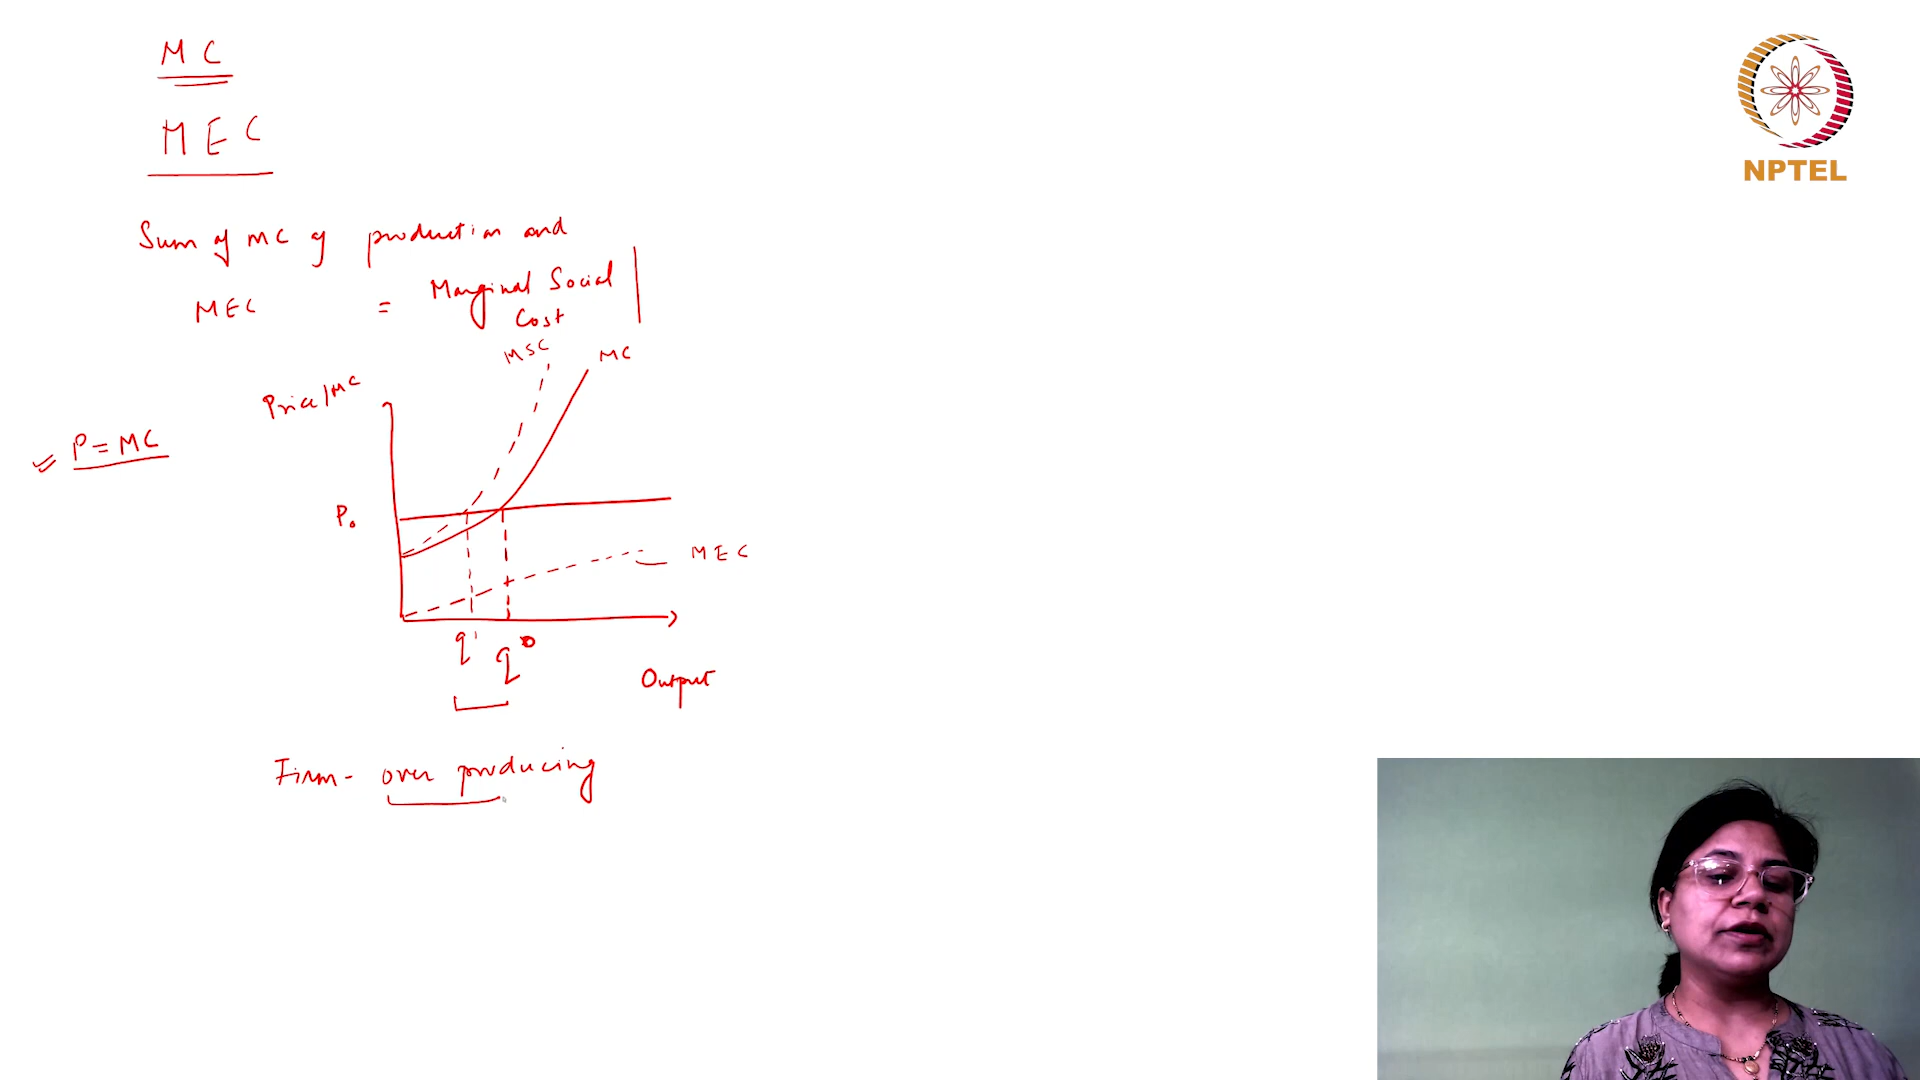 MC
MEC
NPTEL
Sum of MC of production and
MEC = Marginal Social
Cost
MSC
MC
Price/MC
P=MC
P₀
MEC
q'
q⁰
Output
Firm - over producing